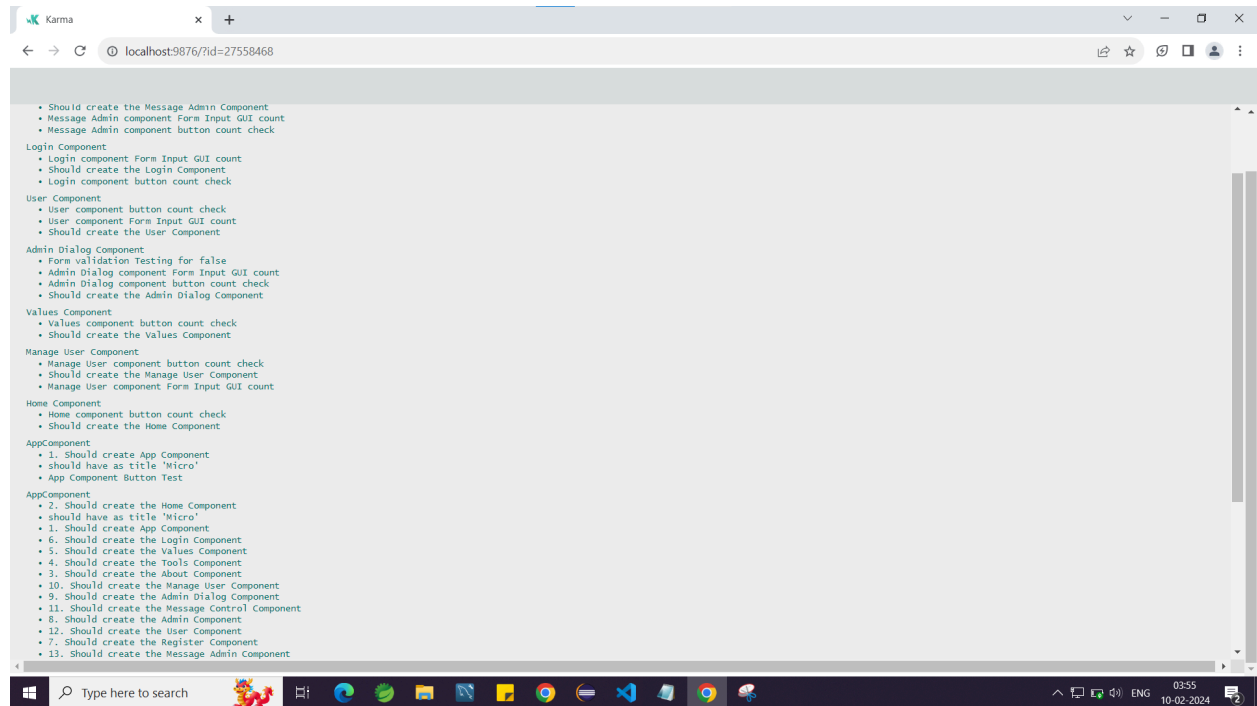 Karma
localhost:9876/?id=27558468
• Should create the Message Admin Component
• Message Admin component Form Input GUI count
• Message Admin component button count check
Login Component
• Login component Form Input GUI count
• Should create the Login Component
• Login component button count check
User Component
• User component button count check
• User component Form Input GUI count
• Should create the User Component
Admin Dialog Component
• Form validation Testing for false
• Admin Dialog component Form Input GUI count
• Admin Dialog component button count check
• Should create the Admin Dialog Component
Values Component
• Values component button count check
• Should create the Values Component
Manage User Component
• Manage User component button count check
• Should create the Manage User Component
• Manage User component Form Input GUI count
Home Component
• Home component button count check
• Should create the Home Component
AppComponent
• 1. Should create App Component
• should have as title 'Micro'
• App Component Button Test
AppComponent
• 2. Should create the Home Component
• should have as title 'Micro'
• 1. Should create App Component
• 6. Should create the Login Component
• 5. Should create the Values Component
• 4. Should create the Tools Component
• 3. Should create the About Component
• 10. Should create the Manage User Component
• 9. Should create the Admin Dialog Component
• 11. Should create the Message Control Component
• 8. Should create the Admin Component
• 12. Should create the User Component
• 7. Should create the Register Component
• 13. Should create the Message Admin Component
Type here to search
ENG
03:55
10-02-2024
2